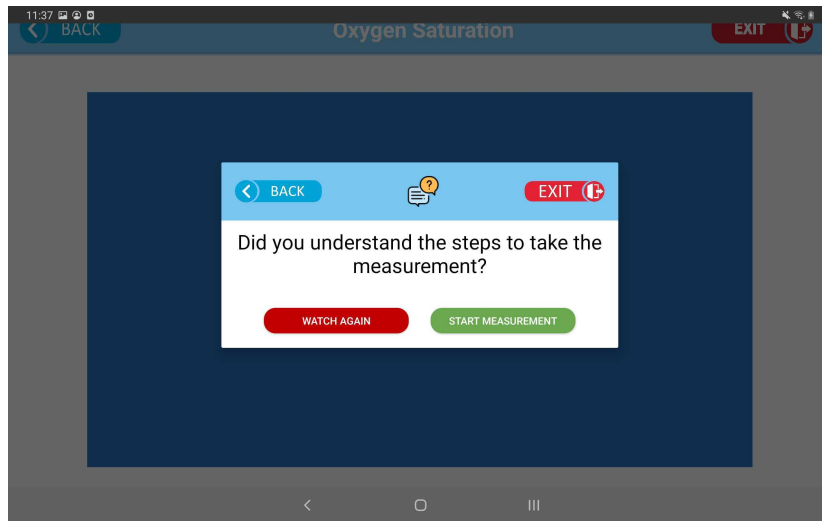 11:37
BACK
Oxygen Saturation
EXIT
BACK
?
EXIT
Did you understand the steps to take the
measurement?
WATCH AGAIN
START MEASUREMENT